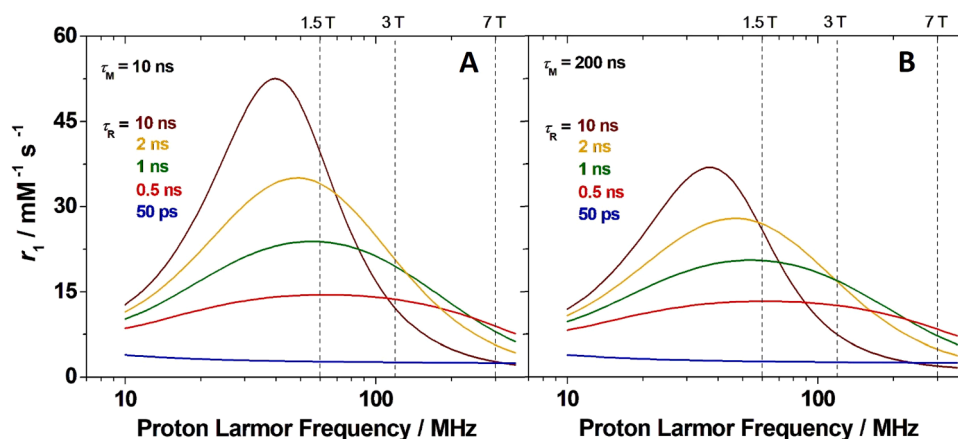 1.5 T 3 T 7 T
60
45
30
15
0
r1 / mM-1 s-1
τM = 10 ns
A
τR = 10 ns
2 ns
1 ns
0.5 ns
50 ps
10 100
Proton Larmor Frequency / MHz
1.5 T 3 T 7 T
τM = 200 ns
B
τR = 10 ns
2 ns
1 ns
0.5 ns
50 ps
10 100
Proton Larmor Frequency / MHz